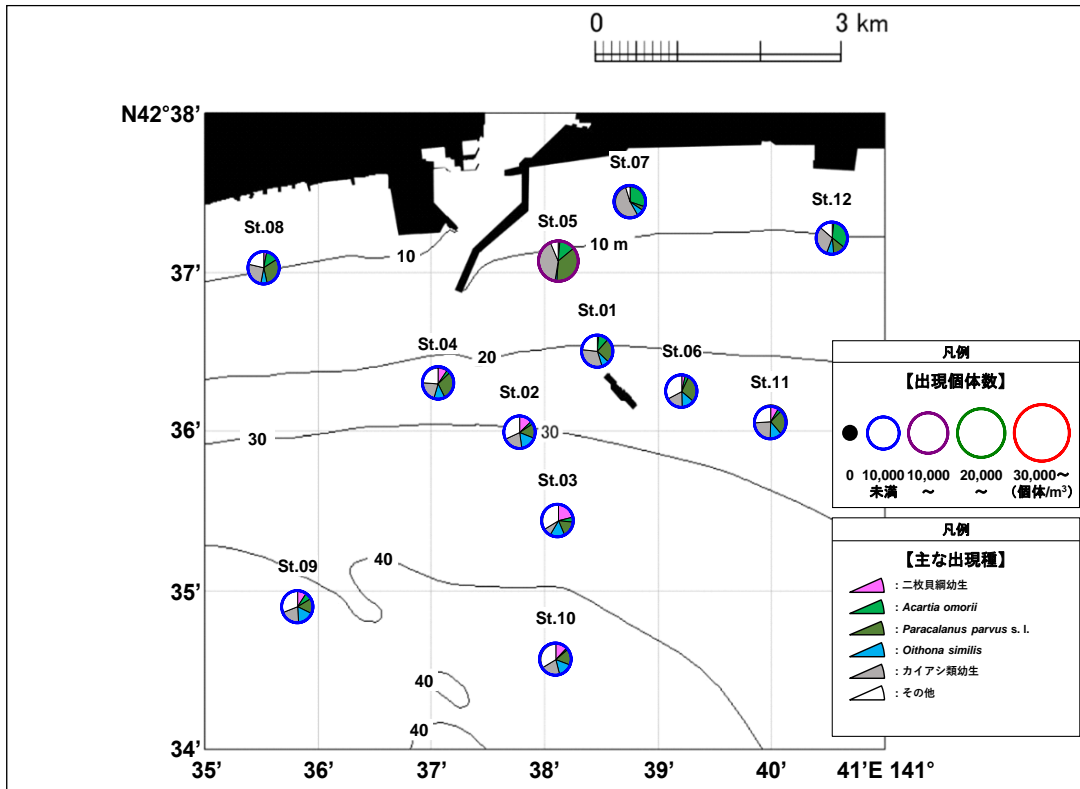 0 3 km
N42°38’
St.07
St.12
St.08
St.05
10 m
10
37’
St.01
St.04
20
St.06
St.11
St.02
36’
30
30
St.03
St.09
40
35’
St.10
40
40
34’
35’ 36’ 37’ 38’ 39’ 40’ 41’E 141°
凡例
【出現個体数】
0 10,000 10,000 20,000 30,000～
未満 ～ ～ （個体/m³）
凡例
【主な出現種】
：二枚貝綱幼生
：Acartia omorii
：Paracalanus parvus s. l.
：Oithona similis
：カイアシ類幼生
：その他